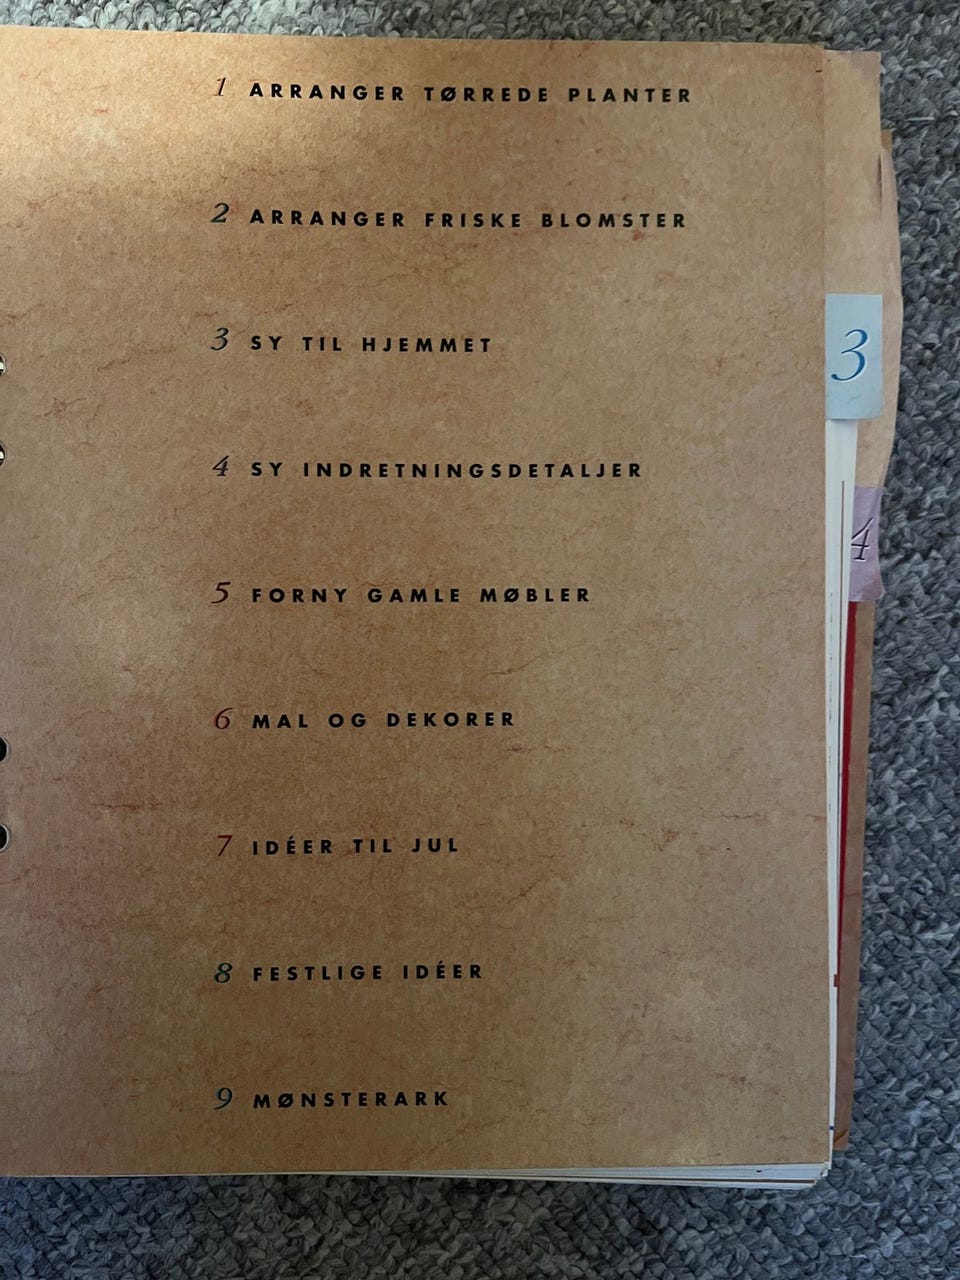 1 ARRANGER TØRREDE PLANTER
2 ARRANGER FRISKE BLOMSTER
3 SY TIL HJEMMET
4 SY INDRETNINGSDETALJER
5 FORNY GAMLE MØBLER
6 MAL OG DEKORER
7 IDÉER TIL JUL
8 FESTLIGE IDÉER
9 MØNSTERARK
3
4